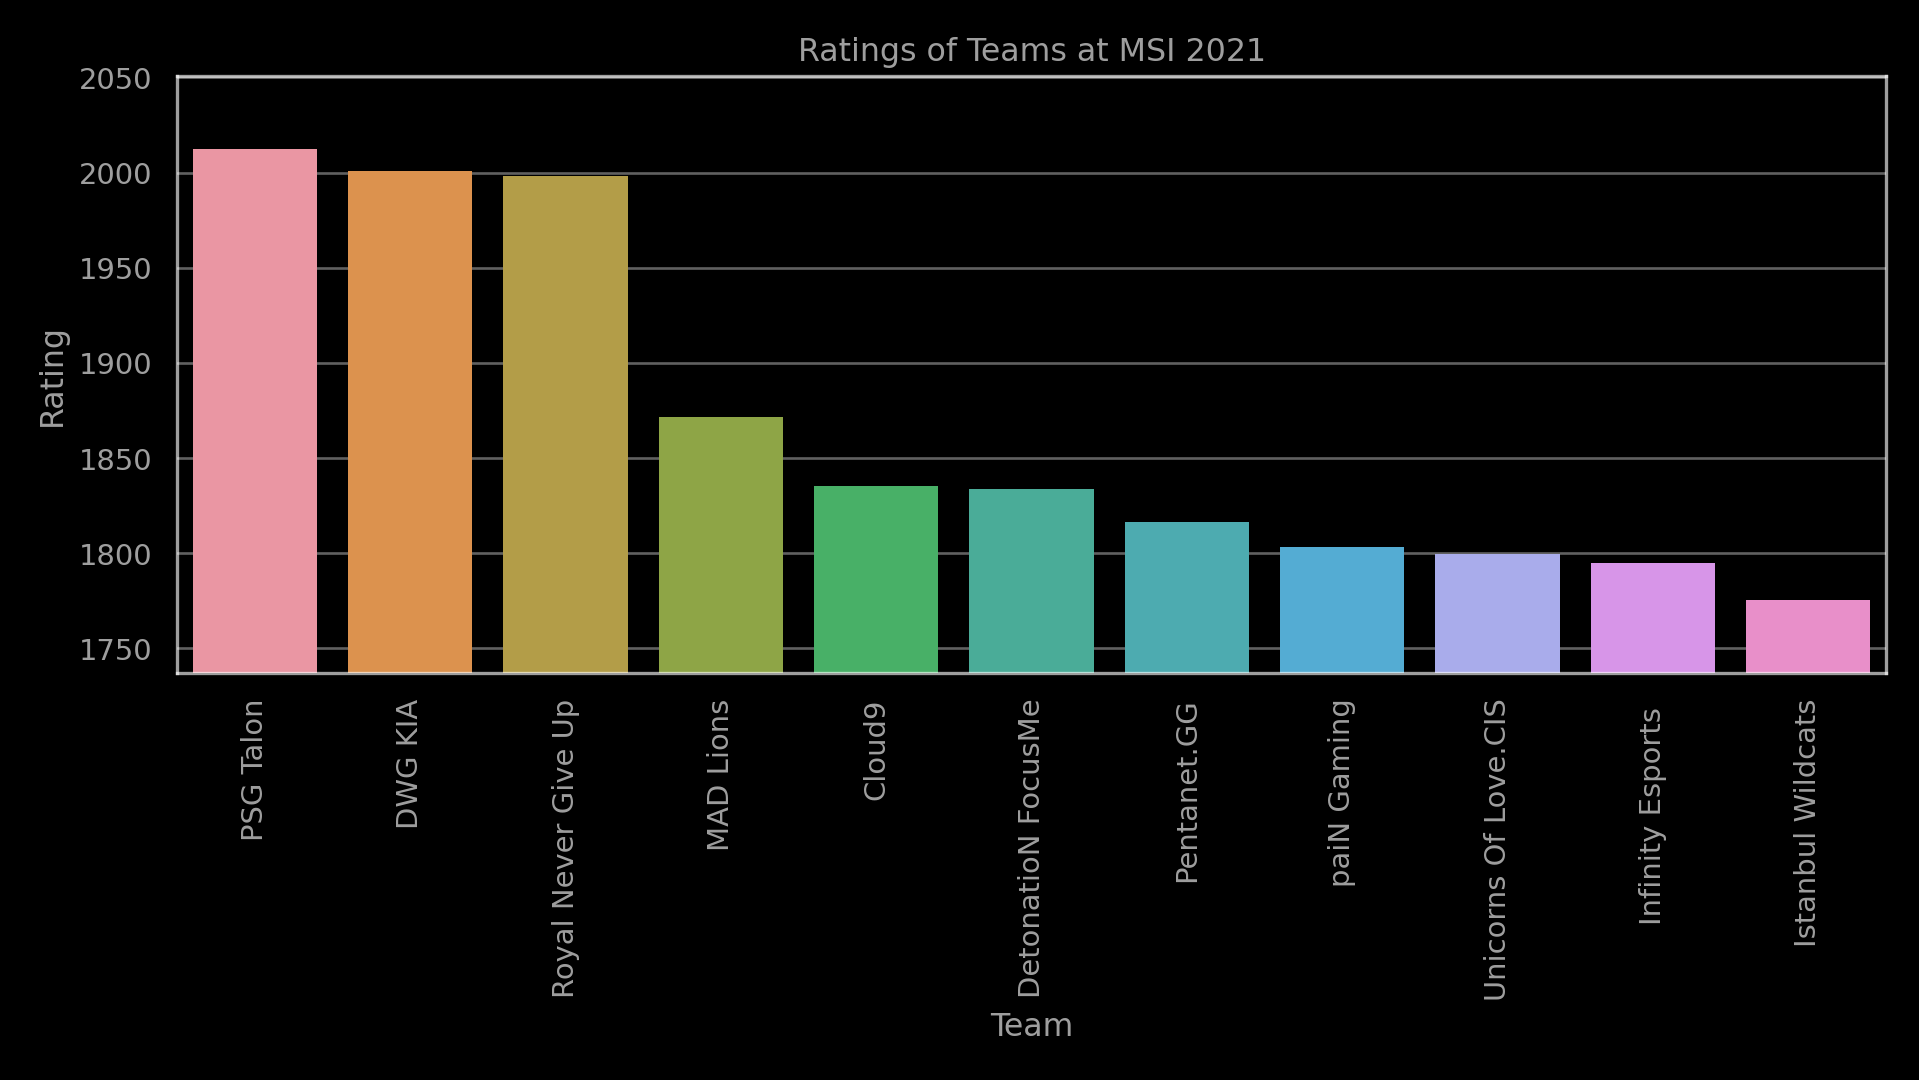 Ratings of Teams at MSI 2021
2050
2000
1950
1900
1850
1800
1750
Rating
PSG Talon
DWG KIA
Royal Never Give Up
MAD Lions
Cloud9
DetonatioN FocusMe
Pentanet.GG
paiN Gaming
Unicorns Of Love.CIS
Infinity Esports
Istanbul Wildcats
Team